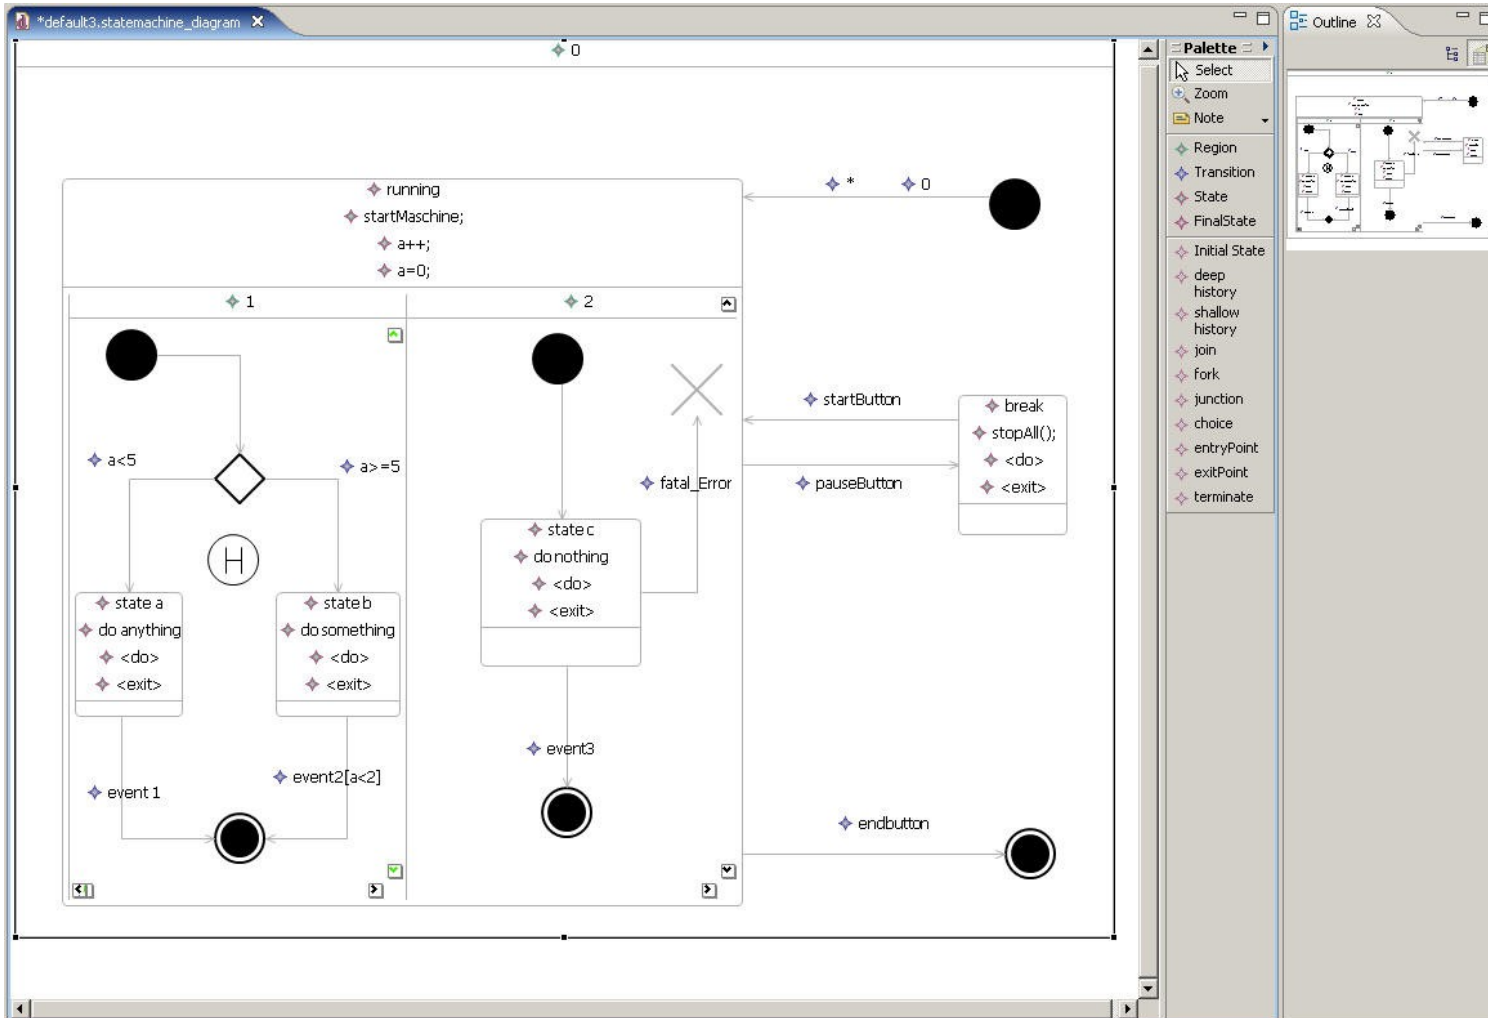 *default3.statemachine_diagram
0
running
startMaschine;
a++;
a=0;
* 0
1
2
a<5
a>=5
H
state a
do anything
<do>
<exit>
state b
do something
<do>
<exit>
event 1
event2[a<2]
state c
do nothing
<do>
<exit>
fatal_Error
event3
startButton
pauseButton
break
stopAll();
<do>
<exit>
endbutton
Palette
Select
Zoom
Note
Region
Transition
State
FinalState
Initial State
deep
history
shallow
history
join
fork
junction
choice
entryPoint
exitPoint
terminate
Outline